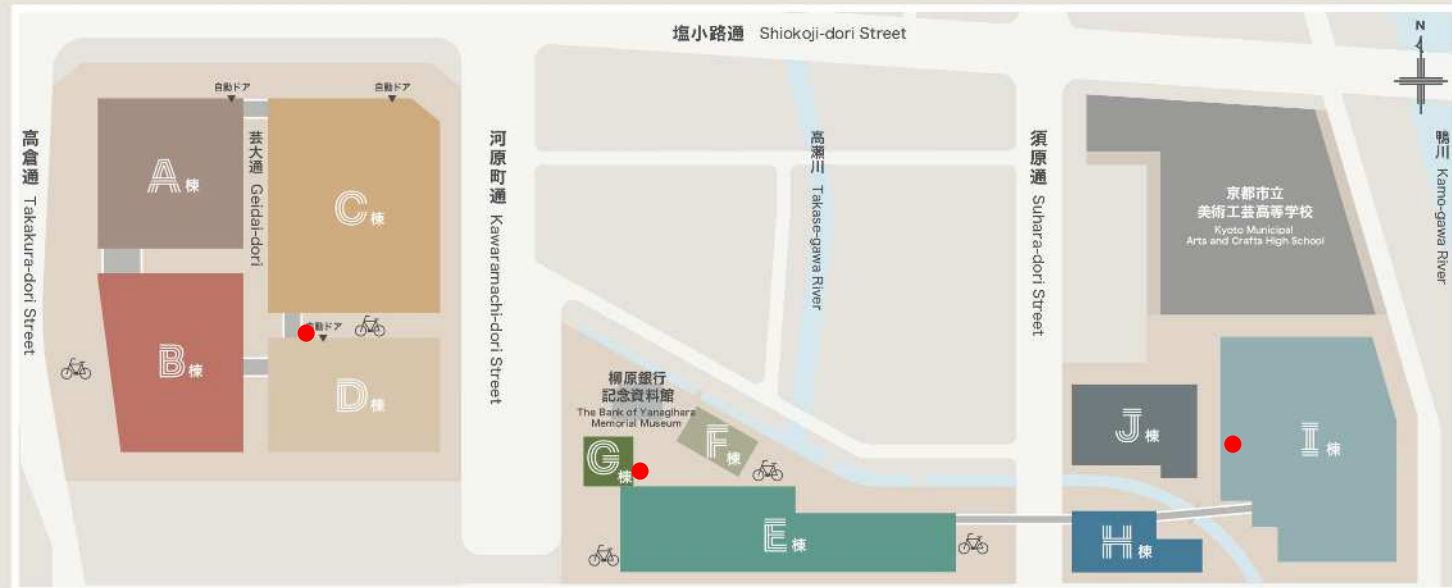 塩小路通 Shiokoji-dori Street
N
自動ドア
自動ドア
高倉通 Takakura-dori Street
A棟
芸大通 Geidai-dori
C棟
河原町通 Kawaramachi-dori Street
高瀬川 Takase-gawa River
須原通 Suhara-dori Street
京都市立
美術工芸高等学校
Kyoto Municipal
Arts and Crafts High School
鴨川 Kamo-gawa River
B棟
動ドア
D棟
柳原銀行
記念資料館
The Bank of Yanagihara
Memorial Museum
G棟
F棟
E棟
J棟
I棟
H棟